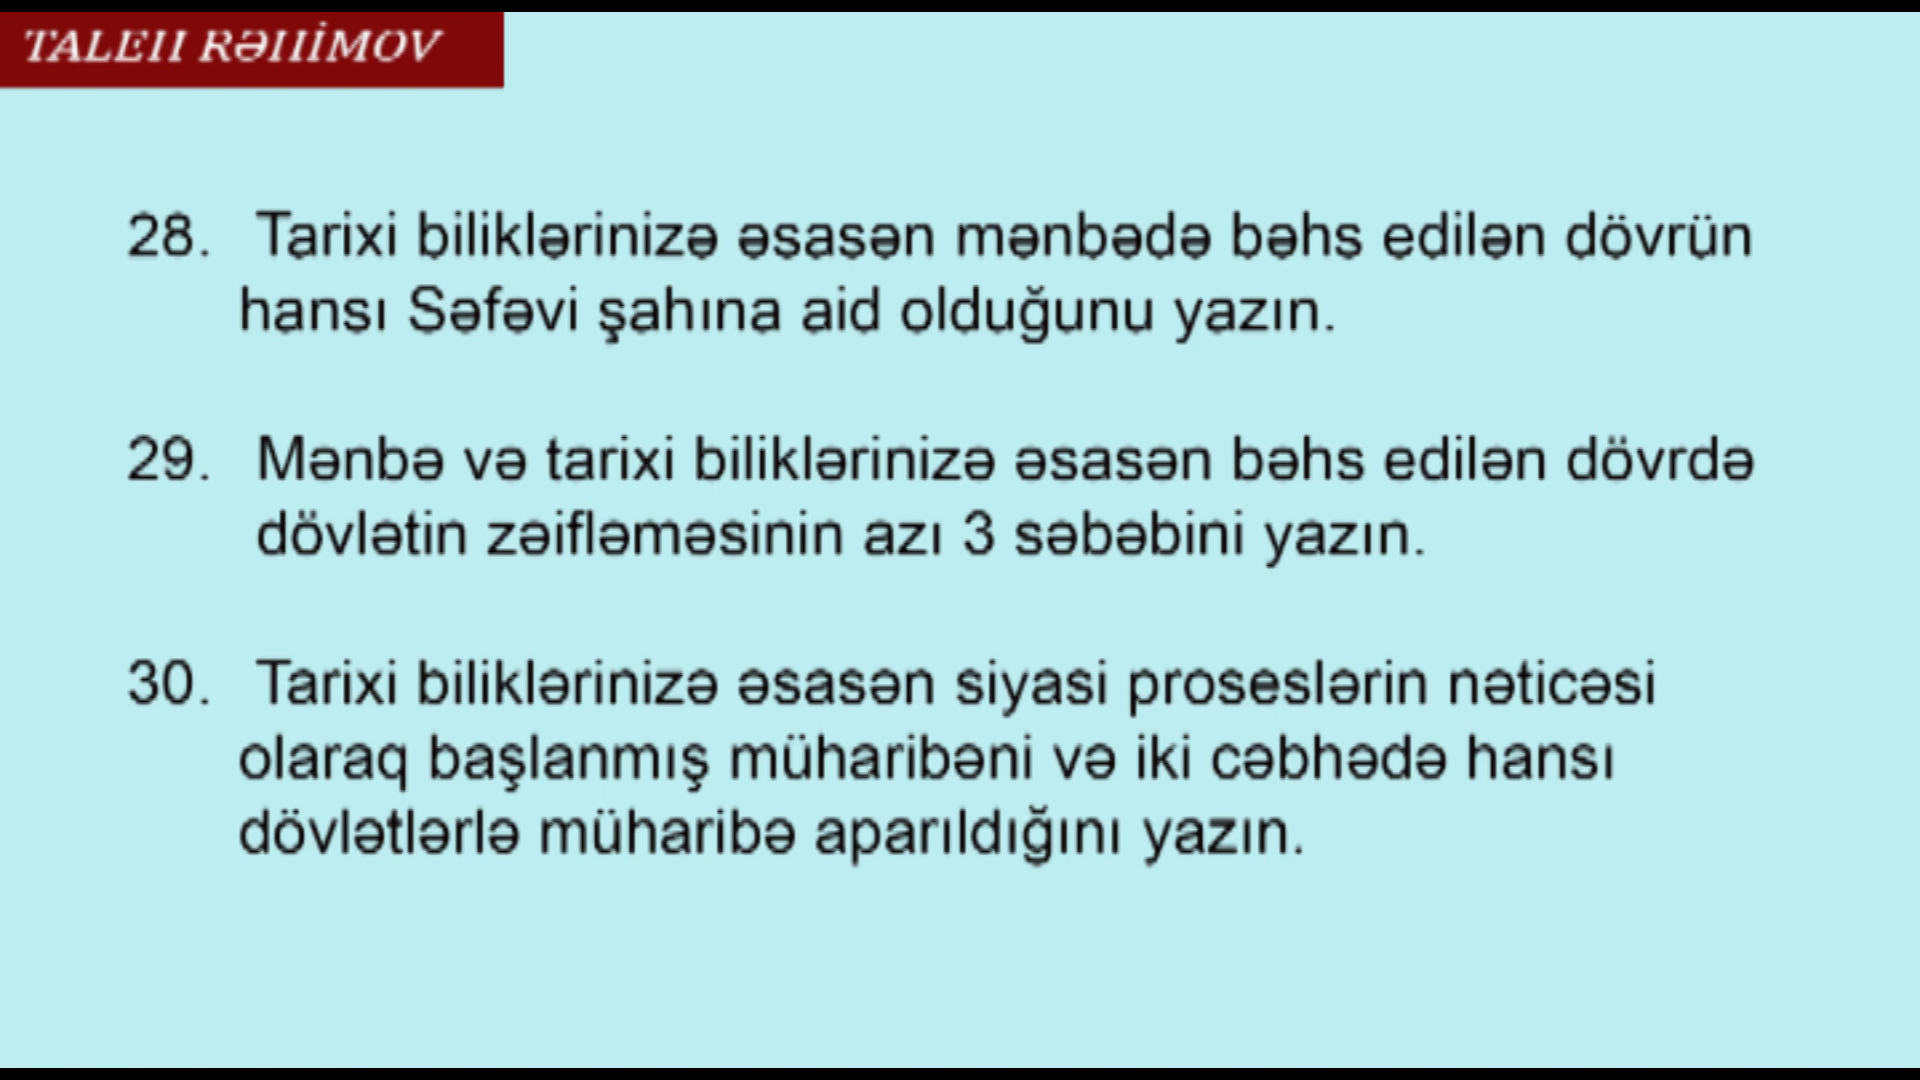 TALEH RƏHİMOV
28. Tarixi biliklərinizə əsasən mənbədə bəhs edilən dövrün
hansı Səfəvi şahına aid olduğunu yazın.
29. Mənbə və tarixi biliklərinizə əsasən bəhs edilən dövrdə
dövlətin zəifləməsinin azı 3 səbəbini yazın.
30. Tarixi biliklərinizə əsasən siyasi proseslərin nəticəsi
olaraq başlanmış müharibəni və iki cəbhədə hansı
dövlətlərlə müharibə aparıldığını yazın.